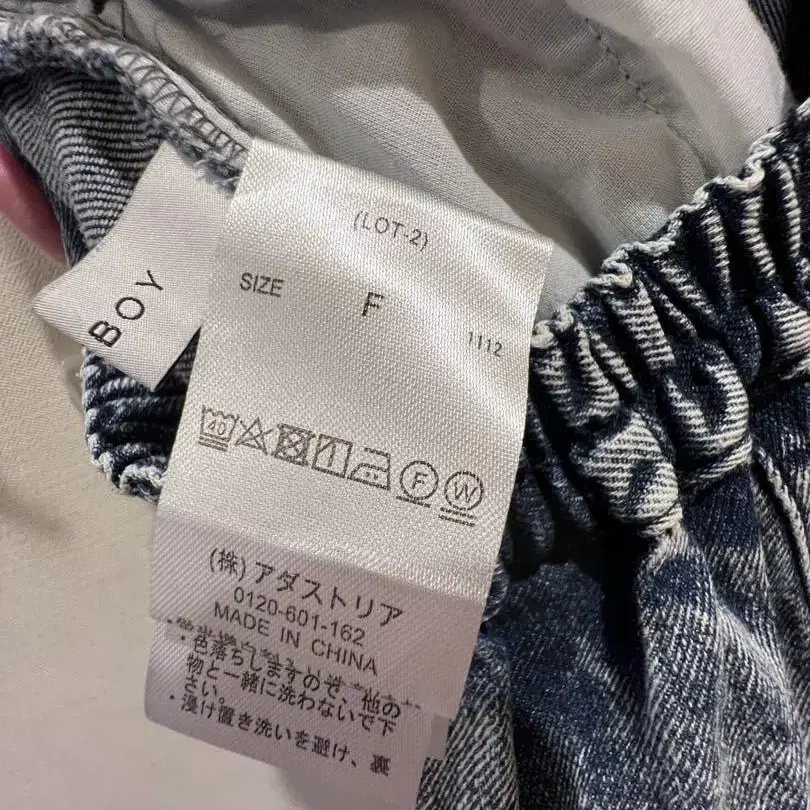 BOY
(LOT-2)
SIZE F
1112
40
F W
(株)アダストリア
0120-601-162
MADE IN CHINA
・色落ちしますので、他の
物と一緒に洗わないで下
さい。
・浸け置き洗いを避け、裏